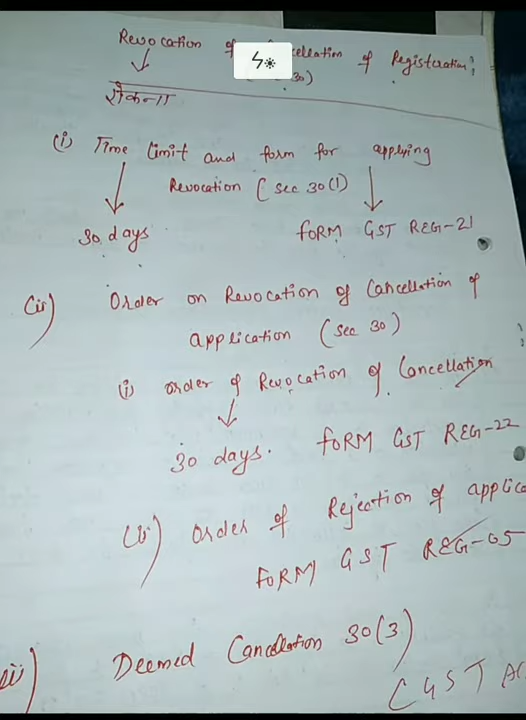 Revocation of Cancellation of Registration:
30)
रोकना
(i) Time limit and form for applying
Revocation (Sec 30(1)
30 days FORM GST REG-21
(ii) Order on Revocation of Cancellation of
application (Sec 30)
(i) order of Revocation of Cancellation
30 days. FORM GST REG-22
(ii) Order of Rejection of applica
FORM GST REG-05
iii) Deemed Cancellation 30(3)
(GST AC